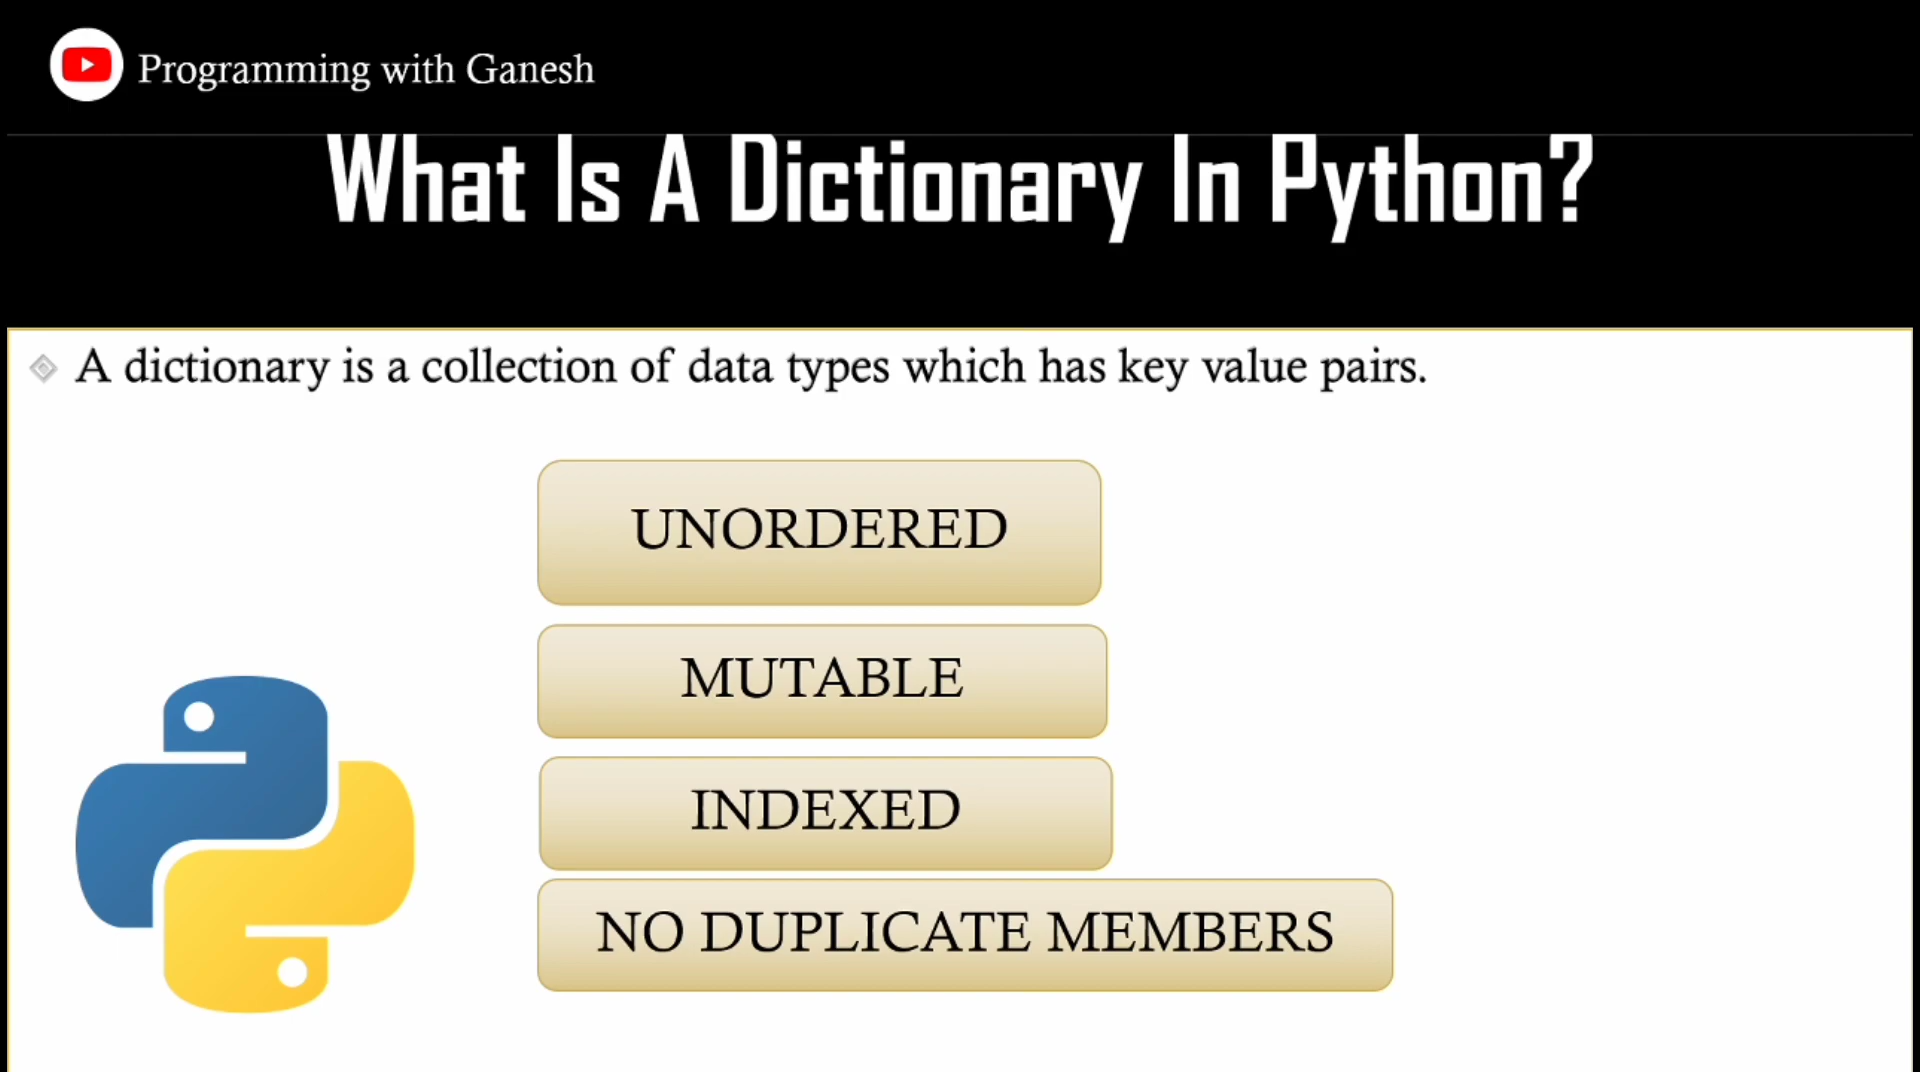 Programming with Ganesh
What Is A Dictionary In Python?
A dictionary is a collection of data types which has key value pairs.
UNORDERED
MUTABLE
INDEXED
NO DUPLICATE MEMBERS